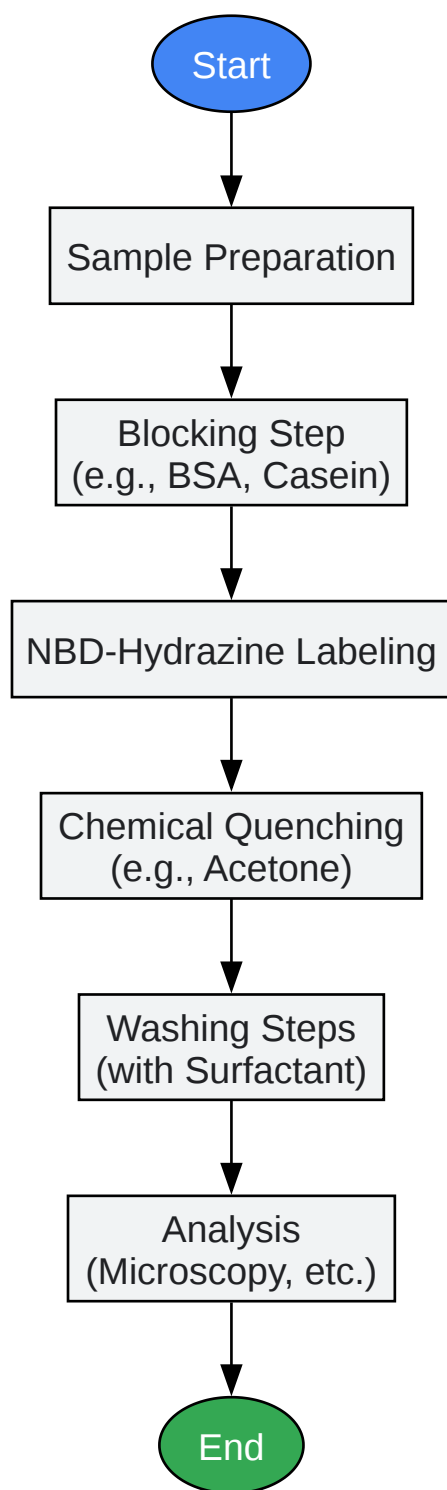 Start
Sample Preparation
Blocking Step
(e.g., BSA, Casein)
NBD-Hydrazine Labeling
Chemical Quenching
(e.g., Acetone)
Washing Steps
(with Surfactant)
Analysis
(Microscopy, etc.)
End